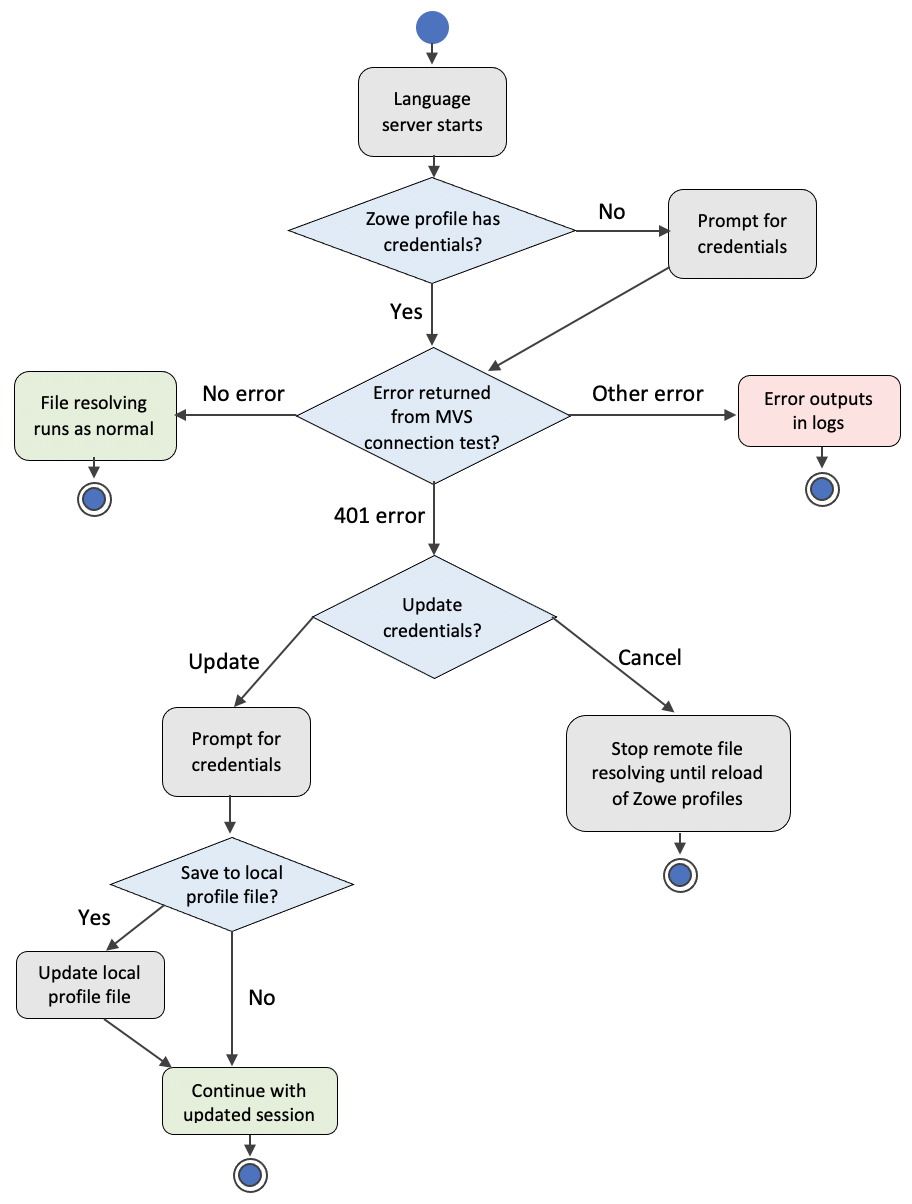 Language
server starts
Zowe profile has
credentials?
No
Prompt for
credentials
Yes
File resolving
runs as normal
No error
Error returned
from MVS
connection test?
Other error
Error outputs
in logs
401 error
Update
credentials?
Update
Cancel
Prompt for
credentials
Stop remote file
resolving until reload
of Zowe profiles
Save to local
profile file?
Yes
Update local
profile file
No
Continue with
updated session